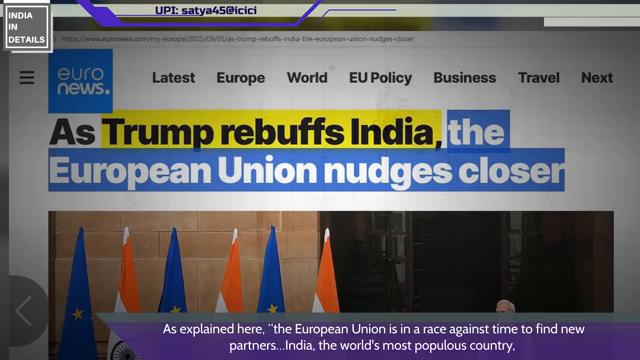 UPI: satya45@icici
INDIA
IN
DETAILS
https://www.euronews.com/my-europe/2025/09/05/as-trump-rebuffs-india-the-european-union-nudges-closer
euro
news.
Latest Europe World EU Policy Business Travel Next
As Trump rebuffs India, the
European Union nudges closer
As explained here, “the European Union is in a race against time to find new
partners...India, the world's most populous country,